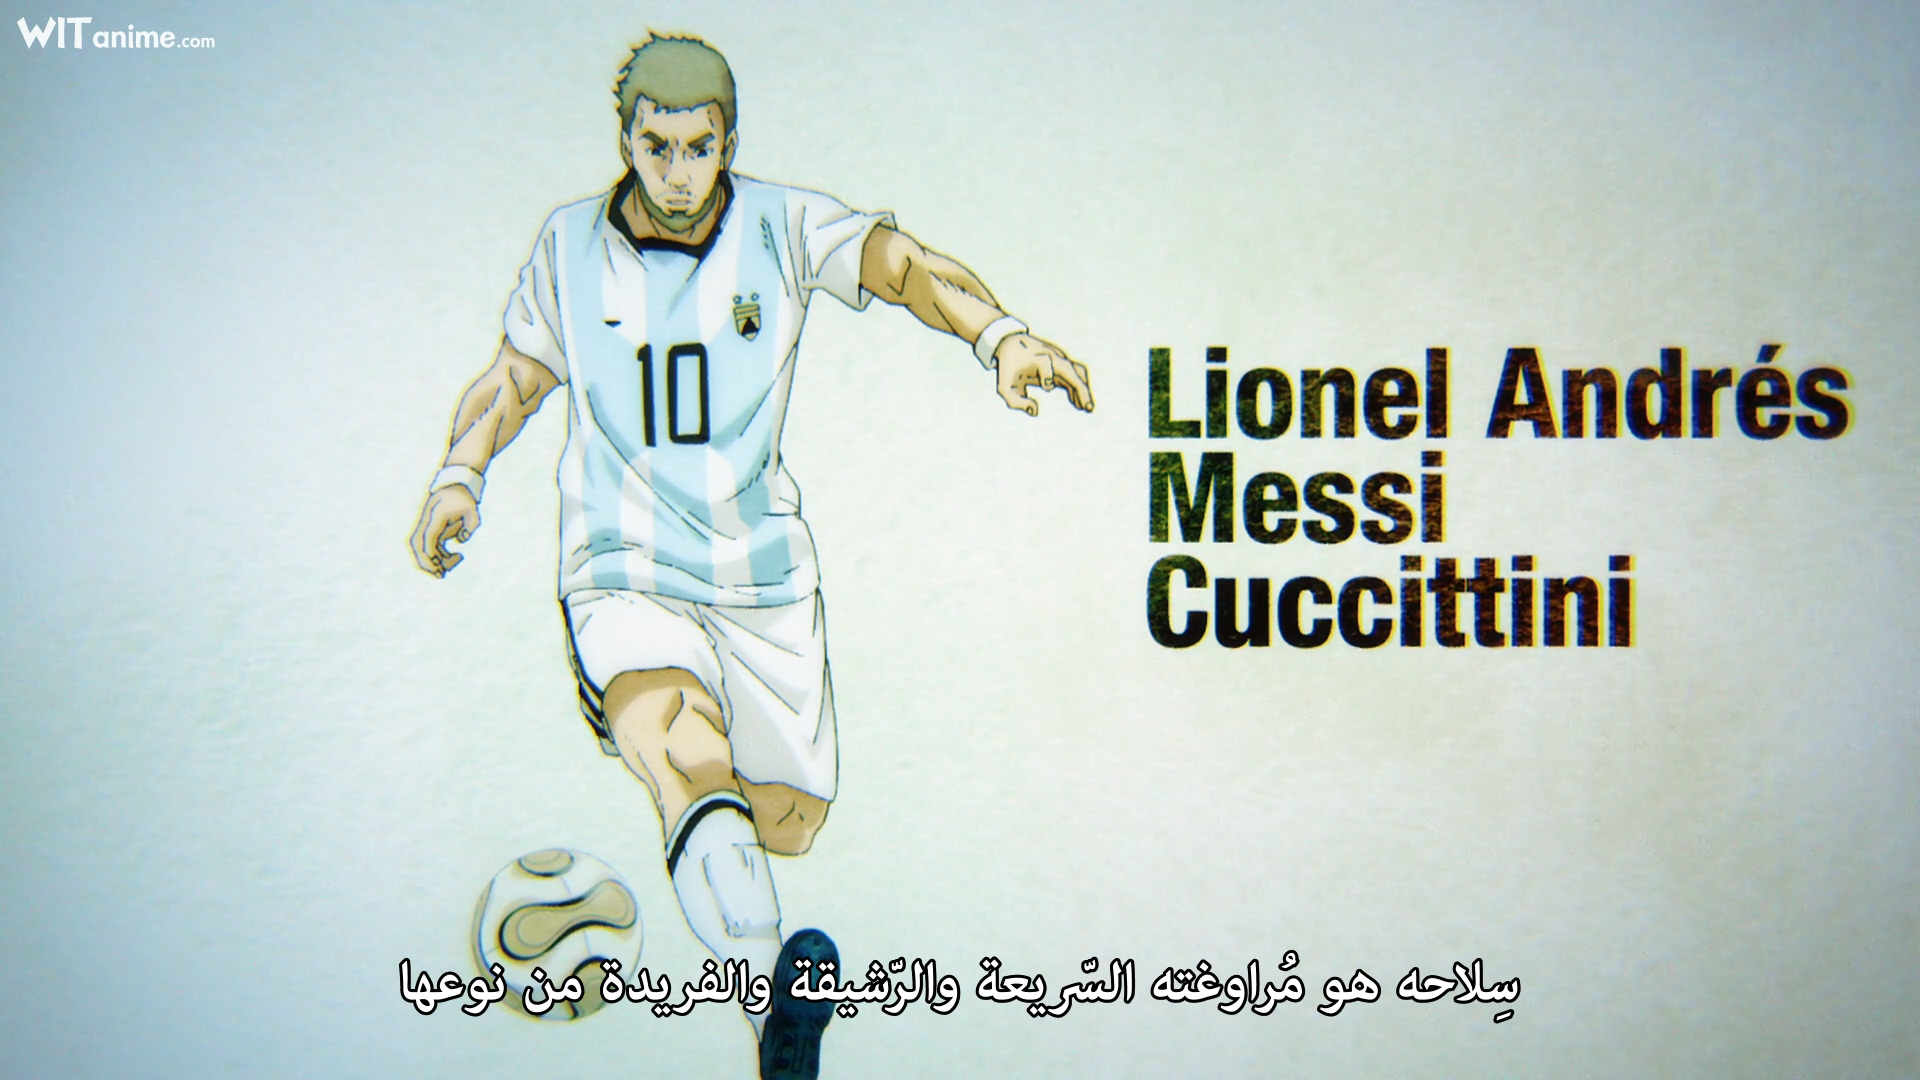 WITanime.com
10
Lionel Andrés
Messi
Cuccittini
سِلاحه هو مُراوغته السّريعة والرّشيقة والفريدة من نوعها